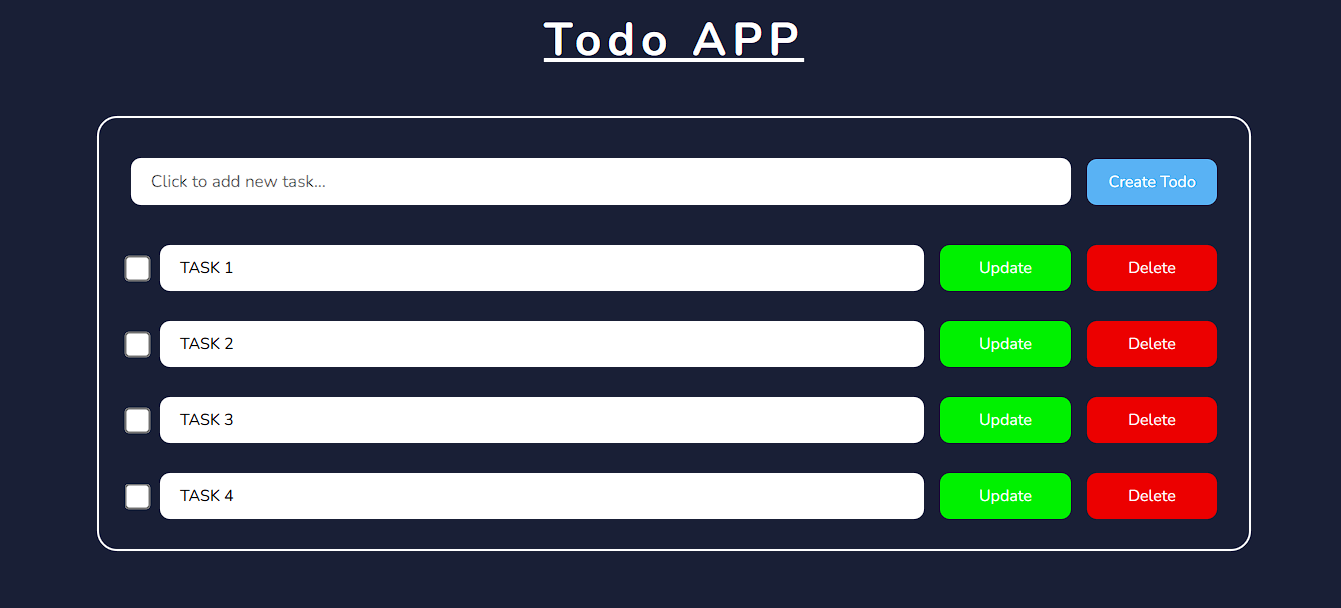 Todo APP
Click to add new task...
Create Todo
TASK 1
Update
Delete
TASK 2
Update
Delete
TASK 3
Update
Delete
TASK 4
Update
Delete